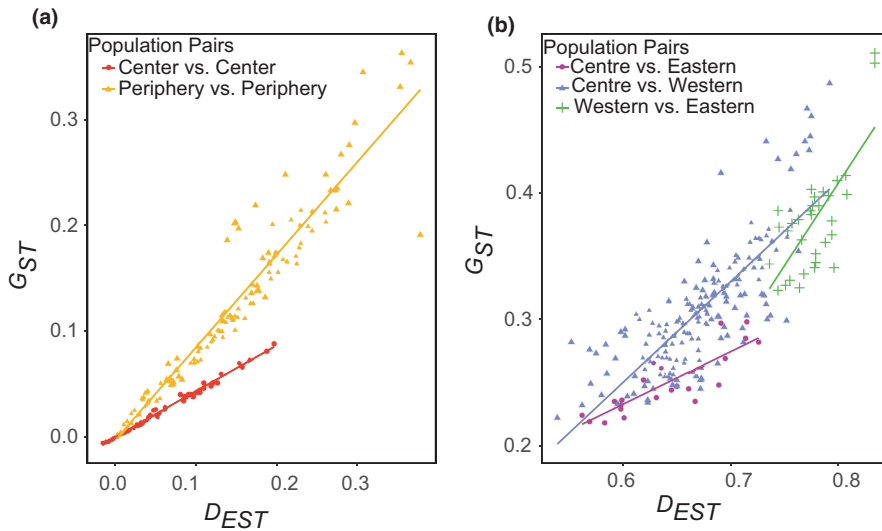 (a)
Population Pairs
Center vs. Center
Periphery vs. Periphery
0.3
0.2
0.1
0.0
GST
0.0 0.1 0.2 0.3
DEST
(b)
Population Pairs
Centre vs. Eastern
Centre vs. Western
Western vs. Eastern
0.5
0.4
0.3
0.2
GST
0.6 0.7 0.8
DEST